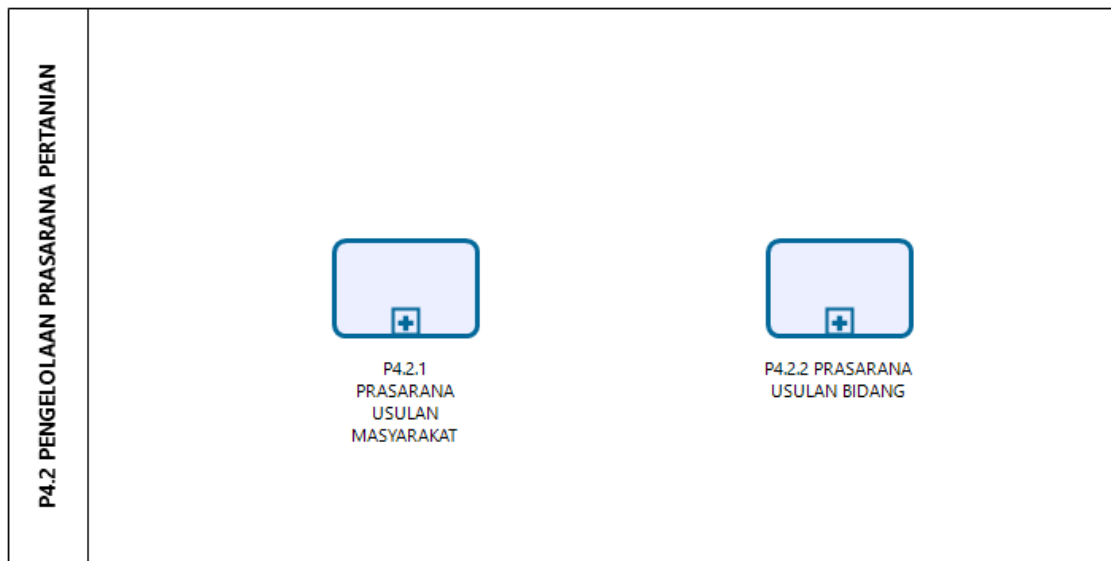 P4.2 PENGELOLAAN PRASARANA PERTANIAN
P4.2.1
PRASARANA
USULAN
MASYARAKAT
P4.2.2 PRASARANA
USULAN BIDANG